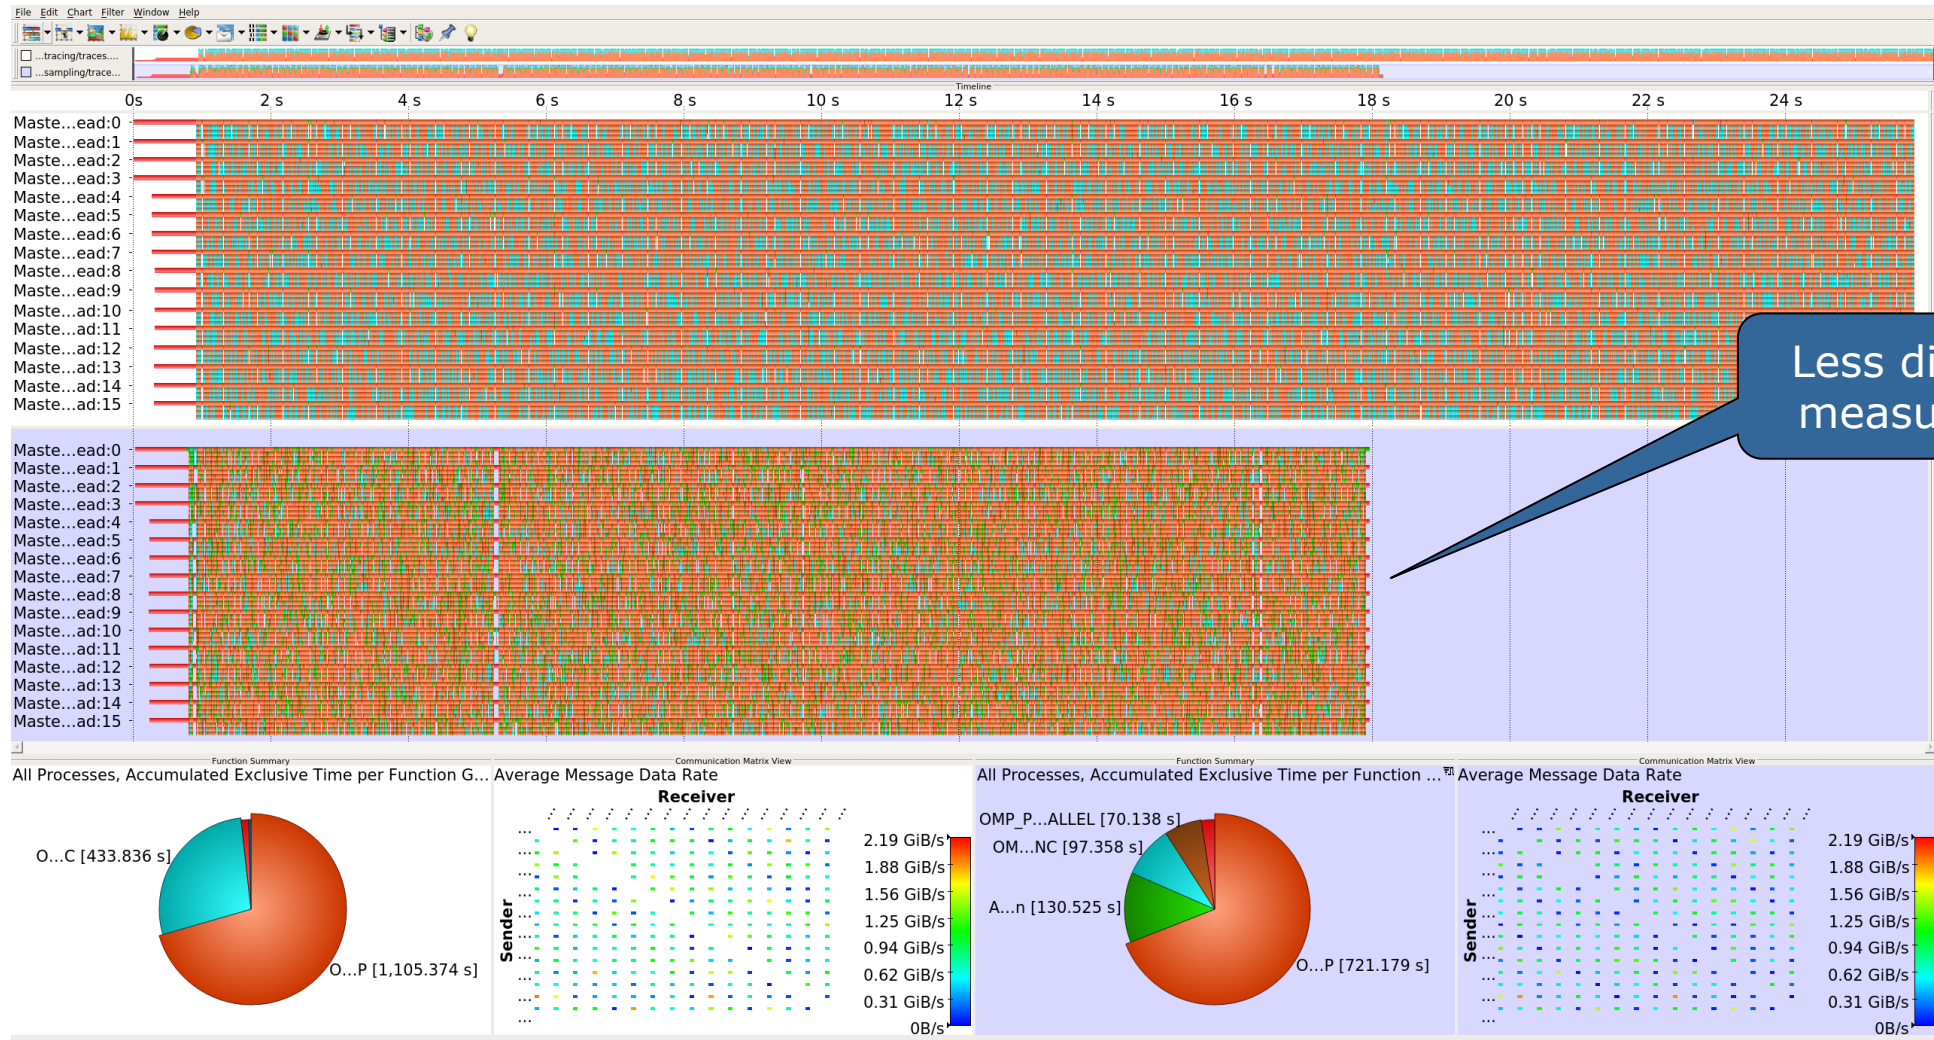 File Edit Chart Filter Window Help
...tracing/traces....
...sampling/trace...
Timeline
0s 2 s 4 s 6 s 8 s 10 s 12 s 14 s 16 s 18 s 20 s 22 s 24 s
Maste...ead:0
Maste...ead:1
Maste...ead:2
Maste...ead:3
Maste...ead:4
Maste...ead:5
Maste...ead:6
Maste...ead:7
Maste...ead:8
Maste...ead:9
Maste...ad:10
Maste...ad:11
Maste...ad:12
Maste...ad:13
Maste...ad:14
Maste...ad:15
Less di
measu
Maste...ead:0
Maste...ead:1
Maste...ead:2
Maste...ead:3
Maste...ead:4
Maste...ead:5
Maste...ead:6
Maste...ead:7
Maste...ead:8
Maste...ead:9
Maste...ad:10
Maste...ad:11
Maste...ad:12
Maste...ad:13
Maste...ad:14
Maste...ad:15
Function Summary
All Processes, Accumulated Exclusive Time per Function G...
O...C [433.836 s]
O...P [1,105.374 s]
Communication Matrix View
Average Message Data Rate
Receiver
Sender
2.19 GiB/s
1.88 GiB/s
1.56 GiB/s
1.25 GiB/s
0.94 GiB/s
0.62 GiB/s
0.31 GiB/s
0B/s
Function Summary
All Processes, Accumulated Exclusive Time per Function ...
OMP_P...ALLEL [70.138 s]
OM...NC [97.358 s]
A...n [130.525 s]
O...P [721.179 s]
Communication Matrix View
Average Message Data Rate
Receiver
Sender
2.19 GiB/s
1.88 GiB/s
1.56 GiB/s
1.25 GiB/s
0.94 GiB/s
0.62 GiB/s
0.31 GiB/s
0B/s